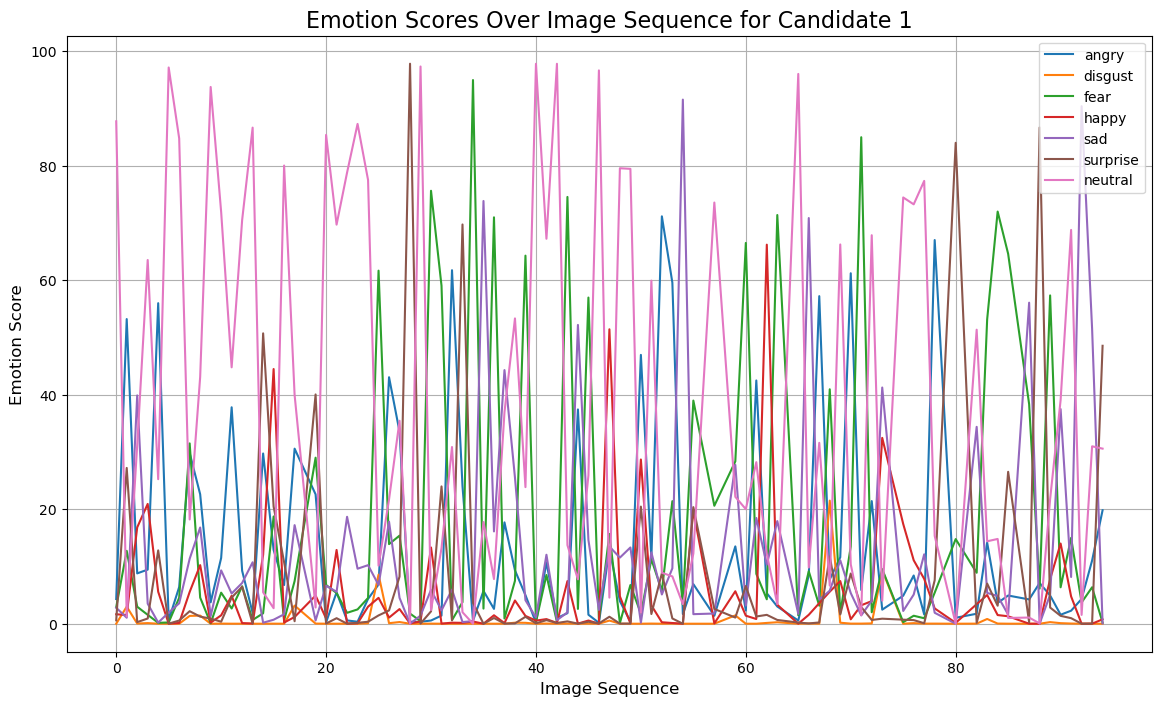 Emotion Scores Over Image Sequence for Candidate 1
100
80
60
40
20
0
Emotion Score
0 20 40 60 80
Image Sequence
angry
disgust
fear
happy
sad
surprise
neutral